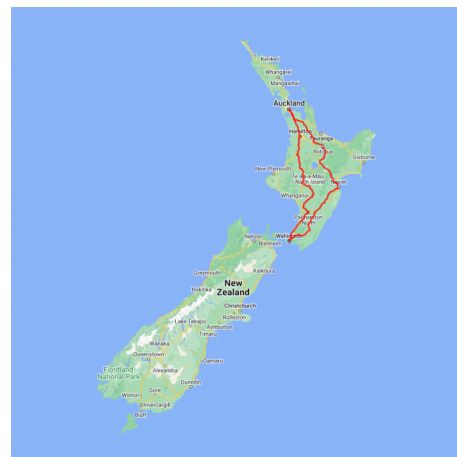 Kerikeri
Whangārei
Mangawhai
Auckland
Hamilton
Tauranga
Rotorua
Gisborne
New Plymouth
Te Ika-a-Māui
/ North Island
Napier
Whanganui
Palmerston
North
Wellington
Nelson
Blenheim
Greymouth
Kaikōura
Hokitika
New
Zealand
Christchurch
Rolleston
Lake Tekapo
Ashburton
Timaru
Wānaka
Queenstown
Oamaru
Fiordland
National Park
Alexandra
Dunedin
Gore
Winton
Invercargill
Bluff